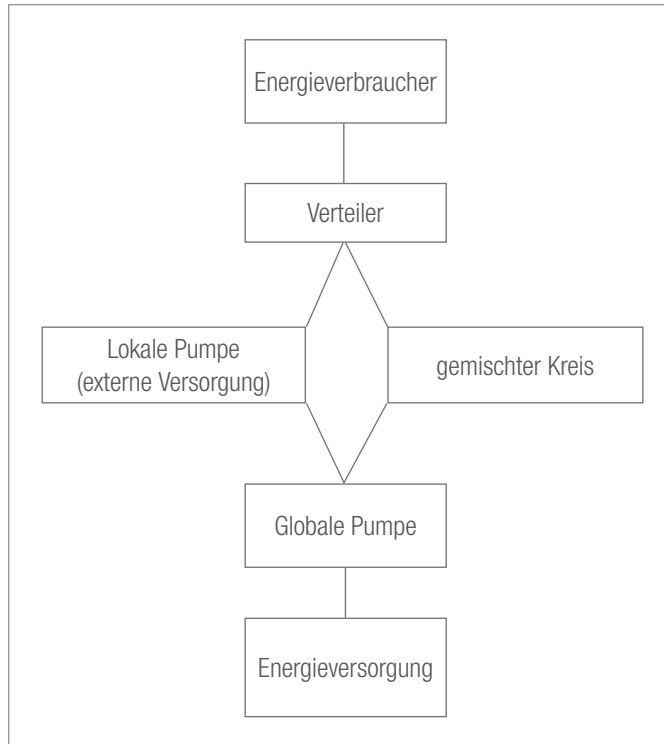 Energieverbraucher
Verteiler
Lokale Pumpe
(externe Versorgung)
gemischter Kreis
Globale Pumpe
Energieversorgung